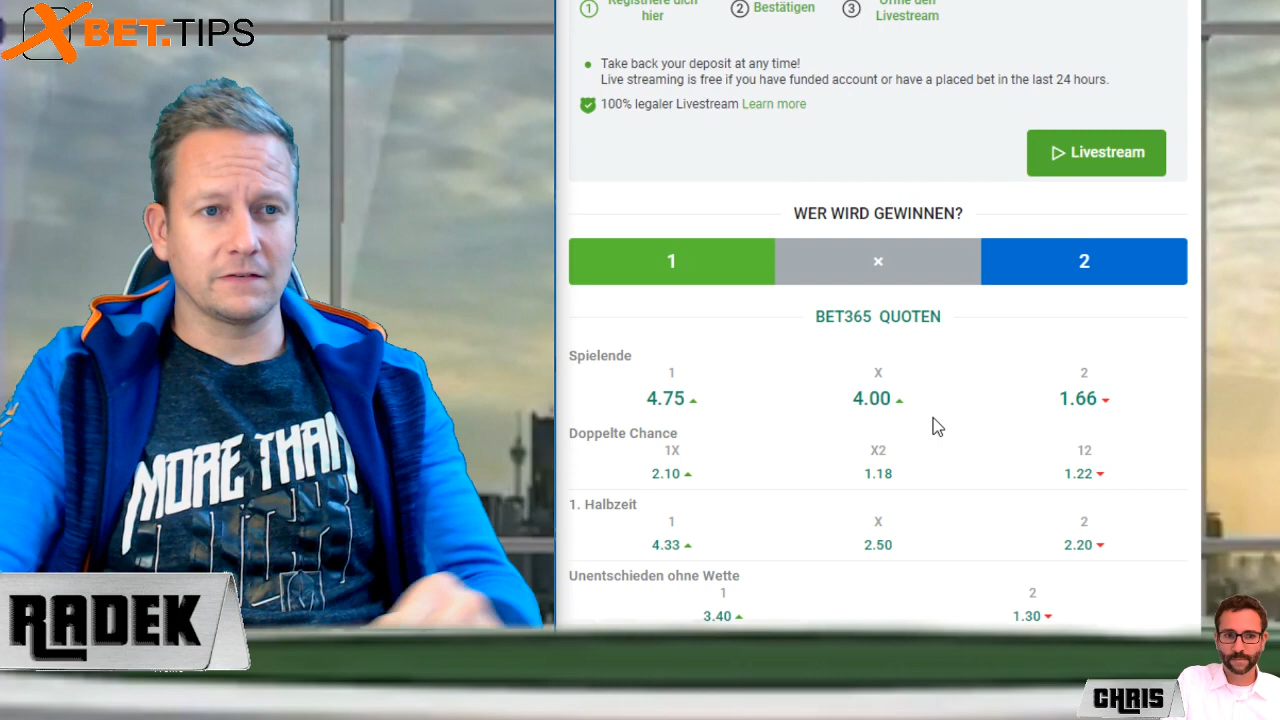 XBET.TIPS
Registriere dich
1 hier
2 Bestätigen
3 Öffne den
Livestream
Take back your deposit at any time!
Live streaming is free if you have funded account or have a placed bet in the last 24 hours.
100% legaler Livestream Learn more
Livestream
WER WIRD GEWINNEN?
1 × 2
BET365 QUOTEN
Spielende
1 X 2
4.75 4.00 1.66
Doppelte Chance
1X X2 12
2.10 1.18 1.22
1. Halbzeit
1 X 2
4.33 2.50 2.20
Unentschieden ohne Wette
1 2
3.40 1.30
MORE THAN
RADEK
CHRIS